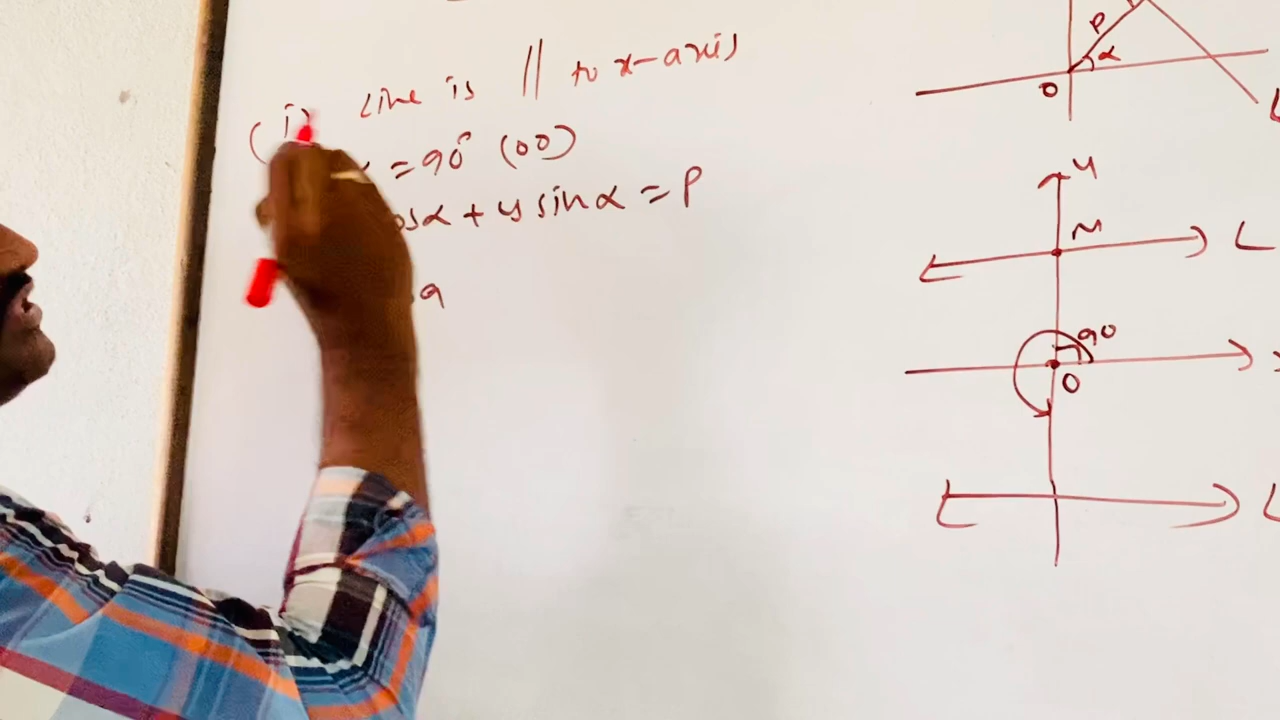 (i) Line is || to x-axis
= 90° (or)
cosα + y sinα = P
P
α
O
y
M
L
90
O
L